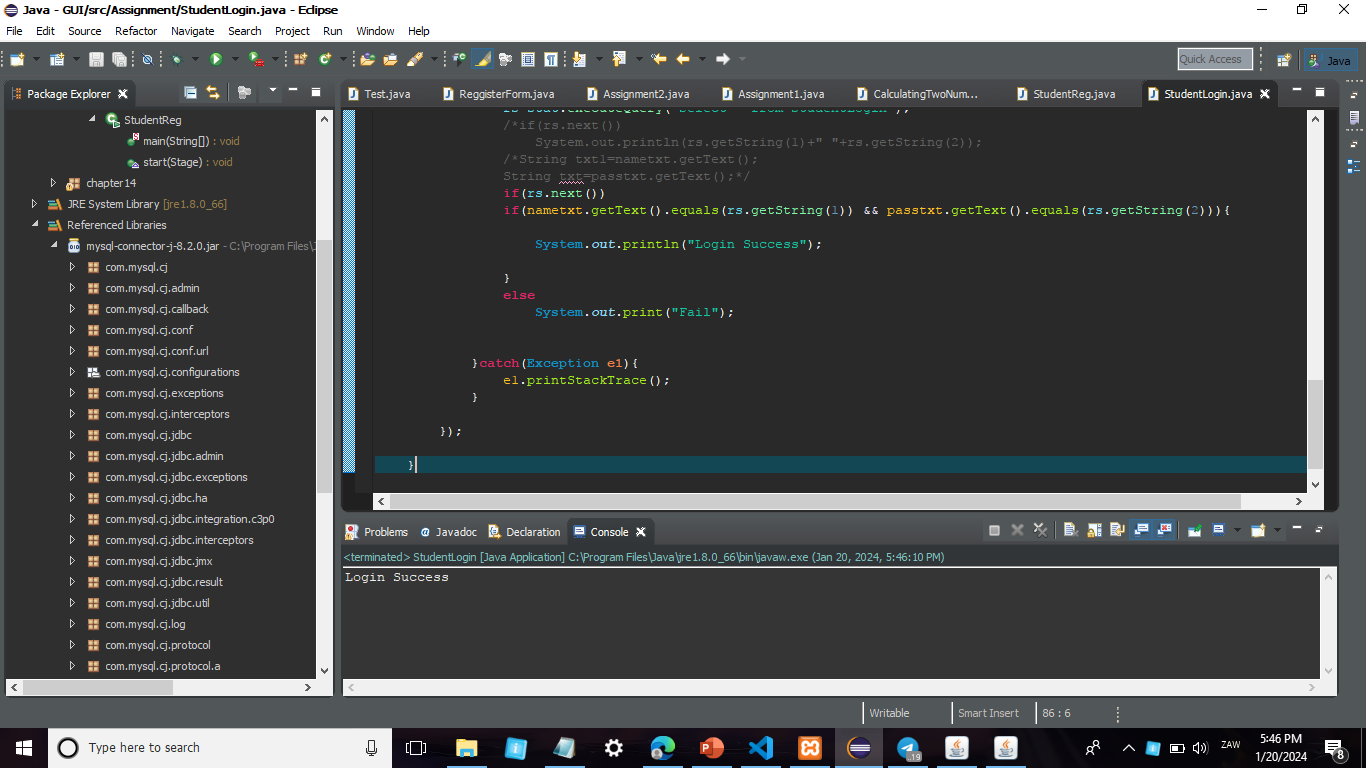 Java - GUI/src/Assignment/StudentLogin.java - Eclipse
File Edit Source Refactor Navigate Search Project Run Window Help
Quick Access
Java
Package Explorer
StudentReg
main(String[]) : void
start(Stage) : void
chapter14
JRE System Library [jre1.8.0_66]
Referenced Libraries
mysql-connector-j-8.2.0.jar - C:\Program Files\J
com.mysql.cj
com.mysql.cj.admin
com.mysql.cj.callback
com.mysql.cj.conf
com.mysql.cj.conf.url
com.mysql.cj.configurations
com.mysql.cj.exceptions
com.mysql.cj.interceptors
com.mysql.cj.jdbc
com.mysql.cj.jdbc.admin
com.mysql.cj.jdbc.exceptions
com.mysql.cj.jdbc.ha
com.mysql.cj.jdbc.integration.c3p0
com.mysql.cj.jdbc.interceptors
com.mysql.cj.jdbc.jmx
com.mysql.cj.jdbc.result
com.mysql.cj.jdbc.util
com.mysql.cj.log
com.mysql.cj.protocol
com.mysql.cj.protocol.a
Test.java ReggisterForm.java Assignment2.java Assignment1.java CalculatingTwoNum... StudentReg.java StudentLogin.java
/*if(rs.next())
System.out.println(rs.getString(1)+" "+rs.getString(2));
/*String txt1=nametxt.getText();
String txt=passtxt.getText();*/
if(rs.next())
if(nametxt.getText().equals(rs.getString(1)) && passtxt.getText().equals(rs.getString(2))){
System.out.println("Login Success");
}
else
System.out.print("Fail");
}catch(Exception e1){
e1.printStackTrace();
}
});
}
Problems @ Javadoc Declaration Console
<terminated> StudentLogin [Java Application] C:\Program Files\Java\jre1.8.0_66\bin\javaw.exe (Jan 20, 2024, 5:46:10 PM)
Login Success
Writable Smart Insert 86 : 6
Type here to search
19
ZAW
5:46 PM
1/20/2024
8